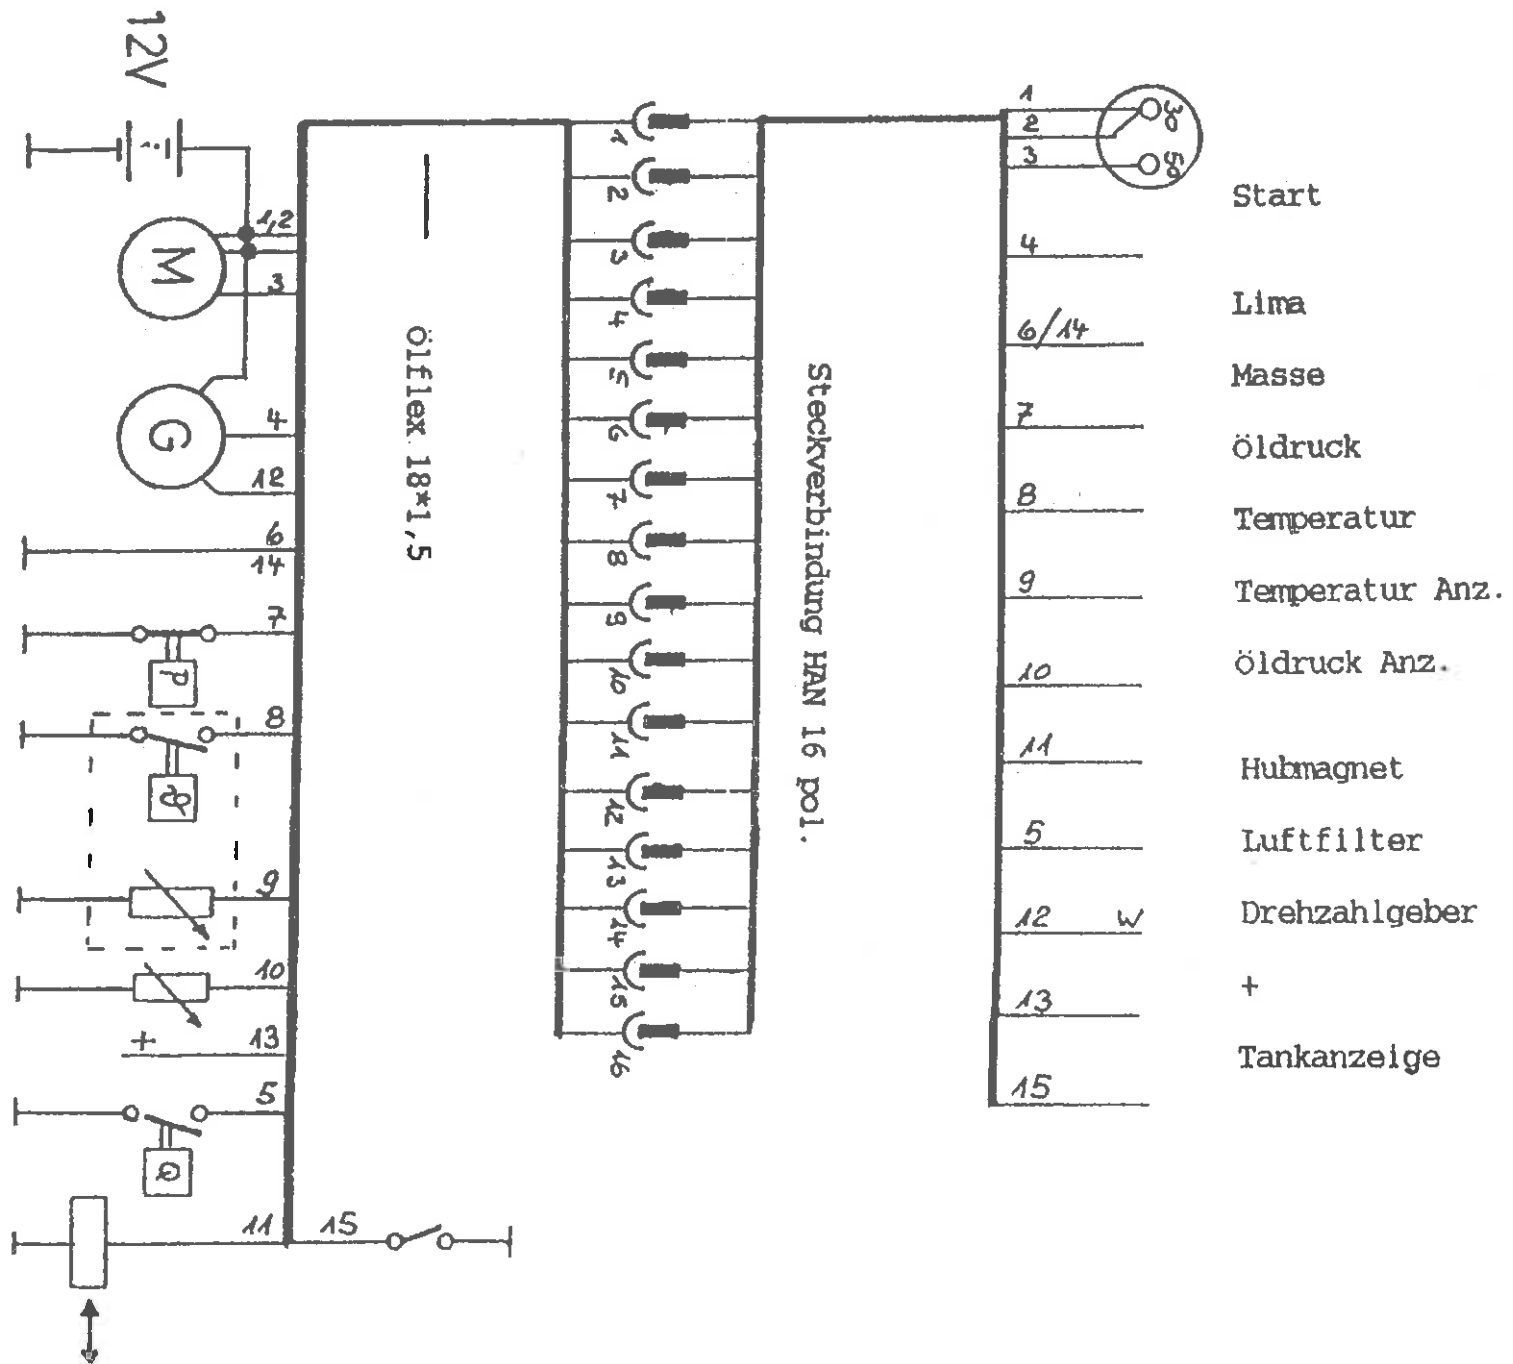 12V
1,2
M
3
G
4
12
6
14
7
P
8
ϑ
9
10
+
13
5
Q
11
15
Ölflex 18*1,5
1
2
3
4
5
6
7
8
9
10
11
12
13
14
15
16
Steckverbindung HAN 16 pol.
1
2
3
30
50
Start
4
Lima
6/14
Masse
7
Öldruck
8
Temperatur
9
Temperatur Anz.
10
Öldruck Anz.
11
Hubmagnet
5
Luftfilter
12 W
Drehzahlgeber
13
+
15
Tankanzeige